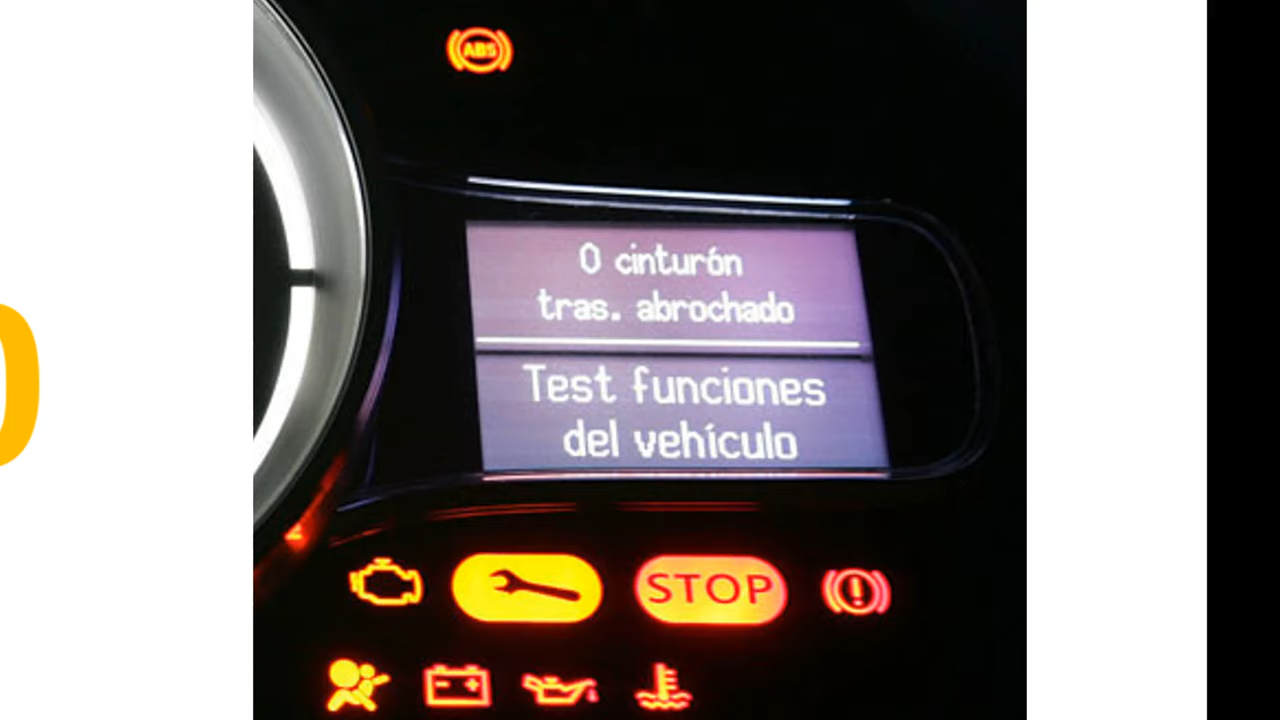 ABS
0 cinturón
tras. abrochado
Test funciones
del vehículo
STOP